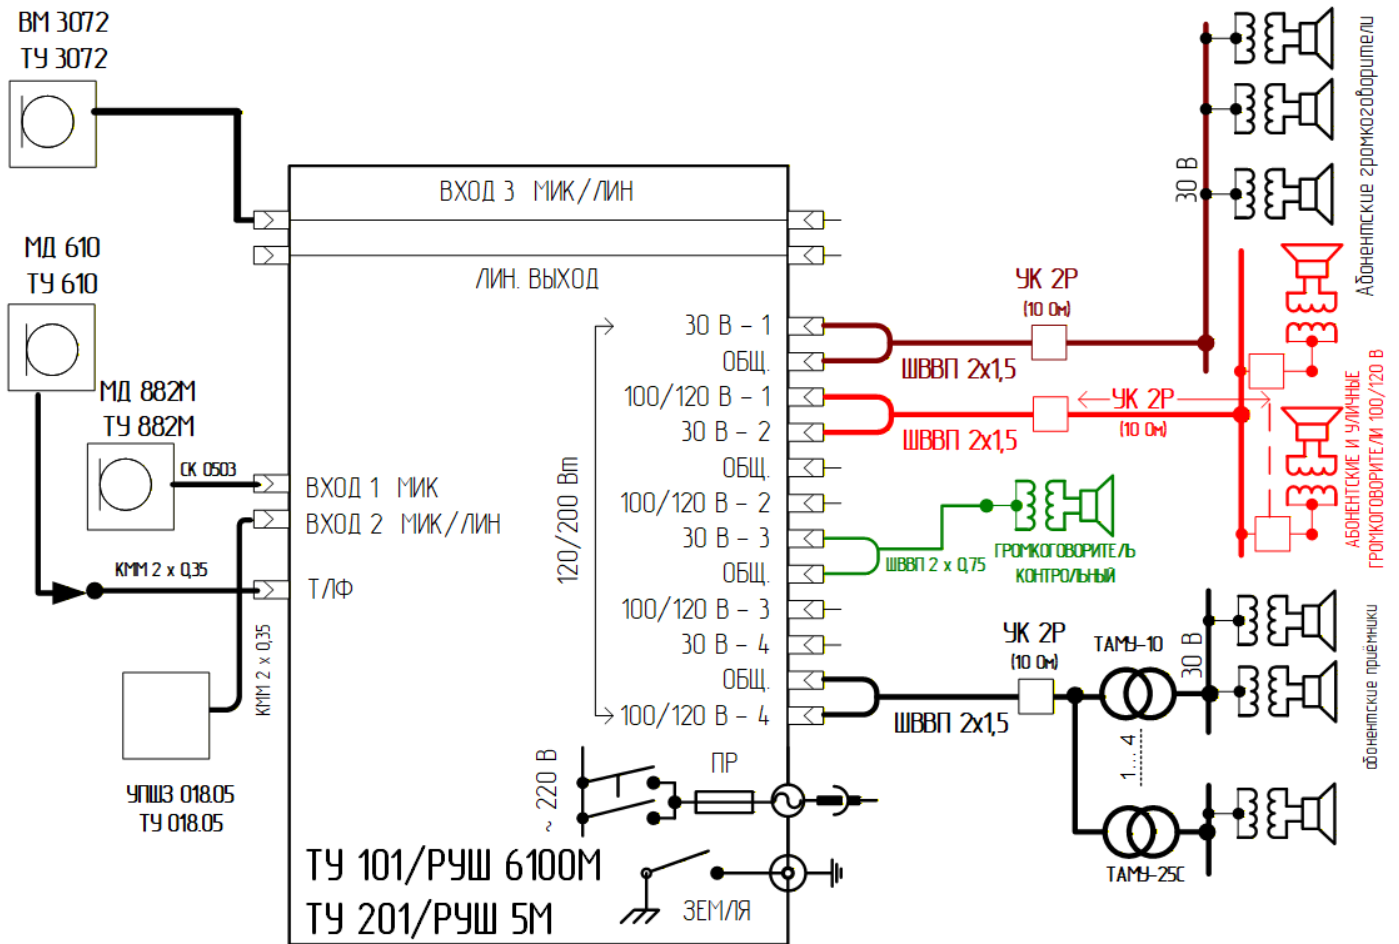 ВМ 3072
ТУ 3072
МД 610
ТУ 610
МД 882М
ТУ 882М
СК 0503
КММ 2 х 0,35
КММ 2 х 0,35
УПШЗ 018.05
ТУ 018.05
ВХОД 3 МИК/ЛИН
ЛИН. ВЫХОД
ВХОД 1 МИК
ВХОД 2 МИК/ЛИН
Т/ІФ
120/200 Вт
30 В - 1
ОБЩ.
100/120 В - 1
30 В - 2
ОБЩ.
100/120 В - 2
30 В - 3
ОБЩ.
100/120 В - 3
30 В - 4
ОБЩ.
100/120 В - 4
~ 220 В
ПР
ЗЕМЛЯ
ТУ 101/РУШ 6100М
ТУ 201/РУШ 5М
УК 2Р
(10 Ом)
ШВВП 2х1,5
УК 2Р
(10 Ом)
ШВВП 2х1,5
ШВВП 2 х 0,75
ГРОМКОГОВОРИТЕЛЬ
КОНТРОЛЬНЫЙ
УК 2Р
(10 Ом)
ШВВП 2х1,5
ТАМУ-10
1... 4
ТАМУ-25С
30 В
30 В
Абонентские громкоговорители
АБОНЕНТСКИЕ И УЛИЧНЫЕ
ГРОМКОГОВОРИТЕЛИ 100/120 В
абонентские приёмники